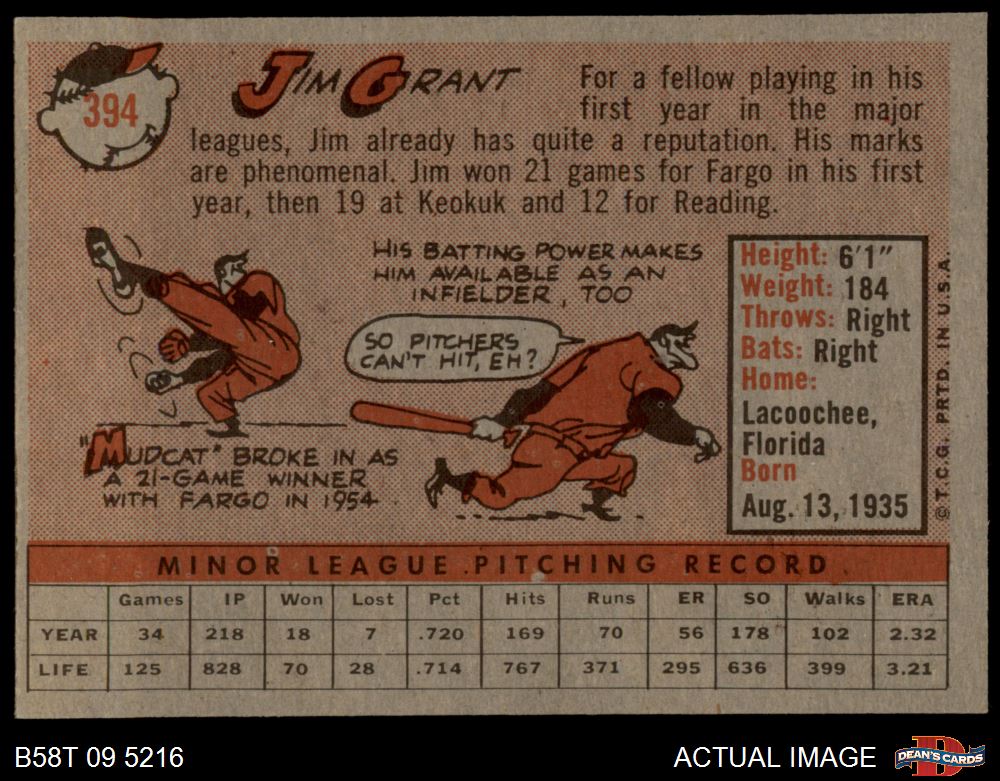 394
JIM GRANT
For a fellow playing in his
first year in the major
leagues, Jim already has quite a reputation. His marks
are phenomenal. Jim won 21 games for Fargo in his first
year, then 19 at Keokuk and 12 for Reading.
HIS BATTING POWER MAKES
HIM AVAILABLE AS AN
INFIELDER, TOO
SO PITCHERS
CAN'T HIT, EH?
"MUDCAT" BROKE IN AS
A 21-GAME WINNER
WITH FARGO IN 1954
Height: 6'1"
Weight: 184
Throws: Right
Bats: Right
Home:
Lacoochee,
Florida
Born
Aug. 13, 1935
©T.C.G. PRTD. IN U.S.A.
MINOR LEAGUE PITCHING RECORD
Games IP Won Lost Pct Hits Runs ER SO Walks ERA
YEAR 34 218 18 7 .720 169 70 56 178 102 2.32
LIFE 125 828 70 28 .714 767 371 295 636 399 3.21
B58T 09 5216
ACTUAL IMAGE
D
DEAN'S CARDS